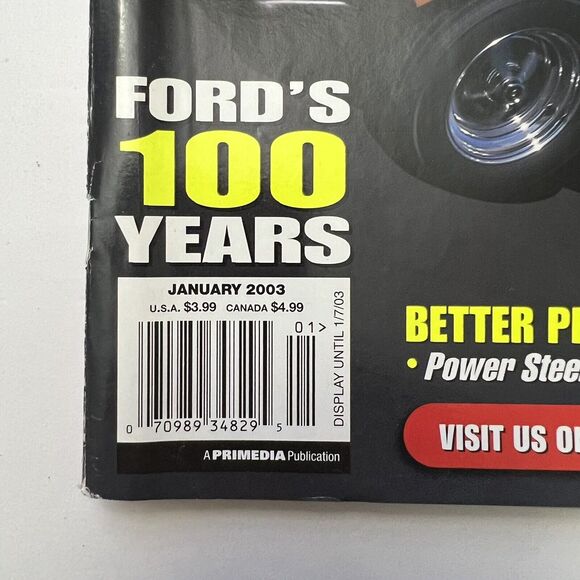 FORD'S
100
YEARS
JANUARY 2003
U.S.A. $3.99 CANADA $4.99
01>
DISPLAY UNTIL 1/7/03
0 70989 34829 5
A PRIMEDIA Publication
BETTER
• Power
VISIT US